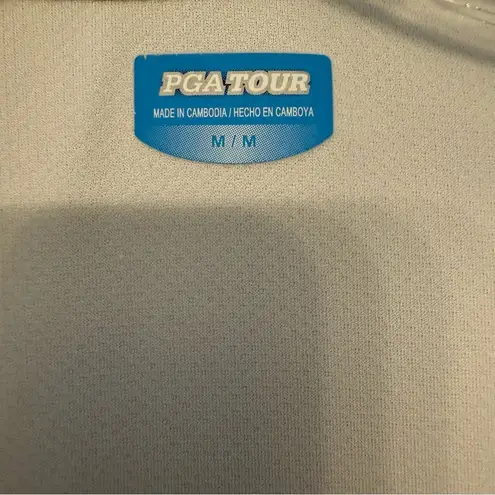 PGA TOUR
MADE IN CAMBODIA / HECHO EN CAMBOYA
M / M